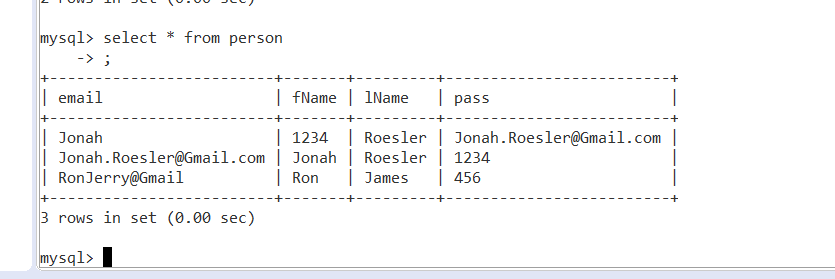 2 rows in set (0.00 sec)
mysql> select * from person
    -> ;
+-------------------------+-------+---------+-------------------------+
| email                   | fName | lName   | pass                    |
+-------------------------+-------+---------+-------------------------+
| Jonah                   | 1234  | Roesler | Jonah.Roesler@Gmail.com |
| Jonah.Roesler@Gmail.com | Jonah | Roesler | 1234                    |
| RonJerry@Gmail          | Ron   | James   | 456                     |
+-------------------------+-------+---------+-------------------------+
3 rows in set (0.00 sec)
mysql>